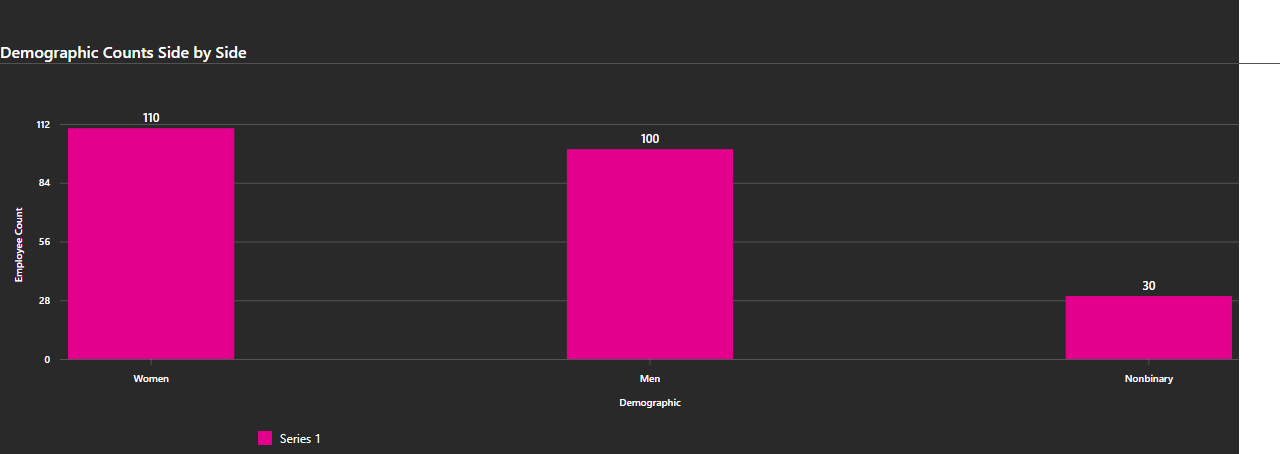 Demographic Counts Side by Side
110
100
30
112
84
56
28
0
Employee Count
Women
Men
Nonbinary
Demographic
Series 1